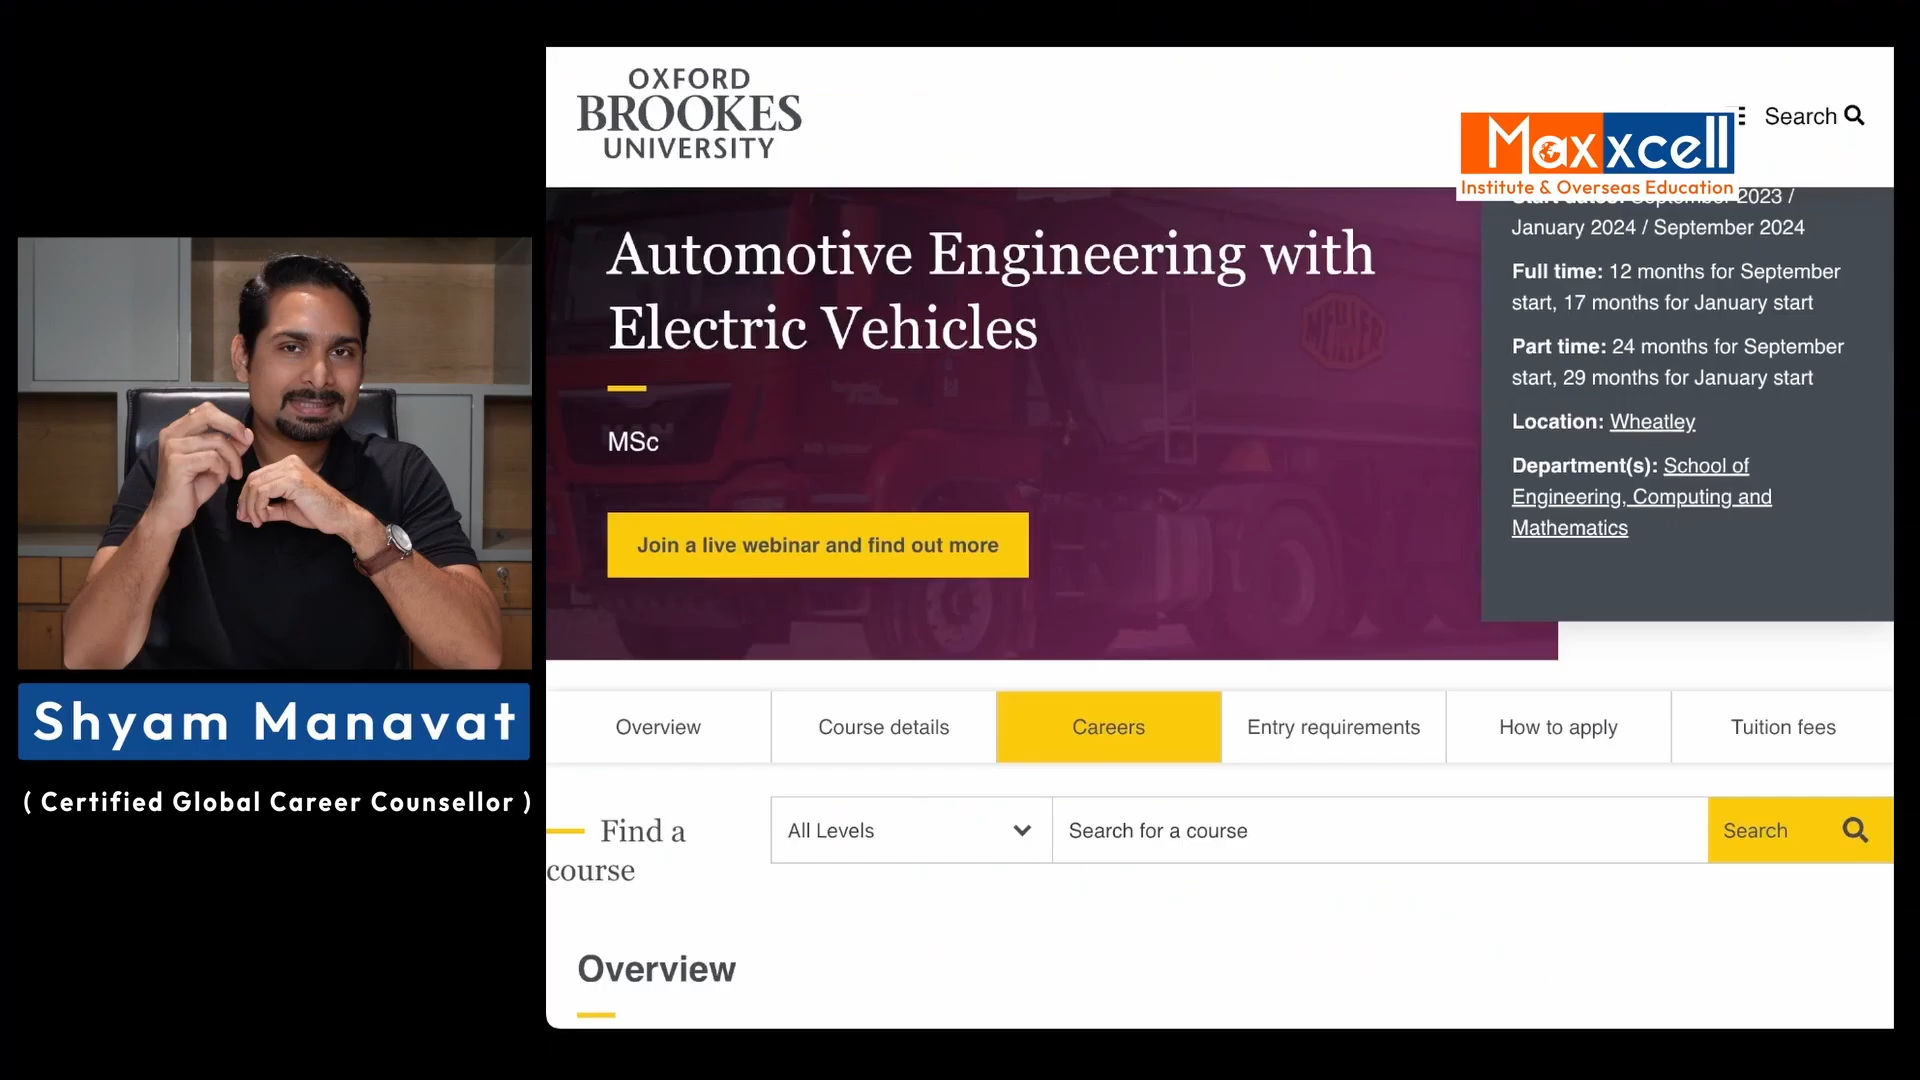 OXFORD
BROOKES
UNIVERSITY
Search
Maxxcell
Institute & Overseas Education
Start dates: September 2023 /
January 2024 / September 2024
Full time: 12 months for September
start, 17 months for January start
Part time: 24 months for September
start, 29 months for January start
Location: Wheatley
Department(s): School of
Engineering, Computing and
Mathematics
Automotive Engineering with
Electric Vehicles
MSc
Join a live webinar and find out more
Shyam Manavat
( Certified Global Career Counsellor )
Overview
Course details
Careers
Entry requirements
How to apply
Tuition fees
Find a
course
All Levels
Search for a course
Search
Overview